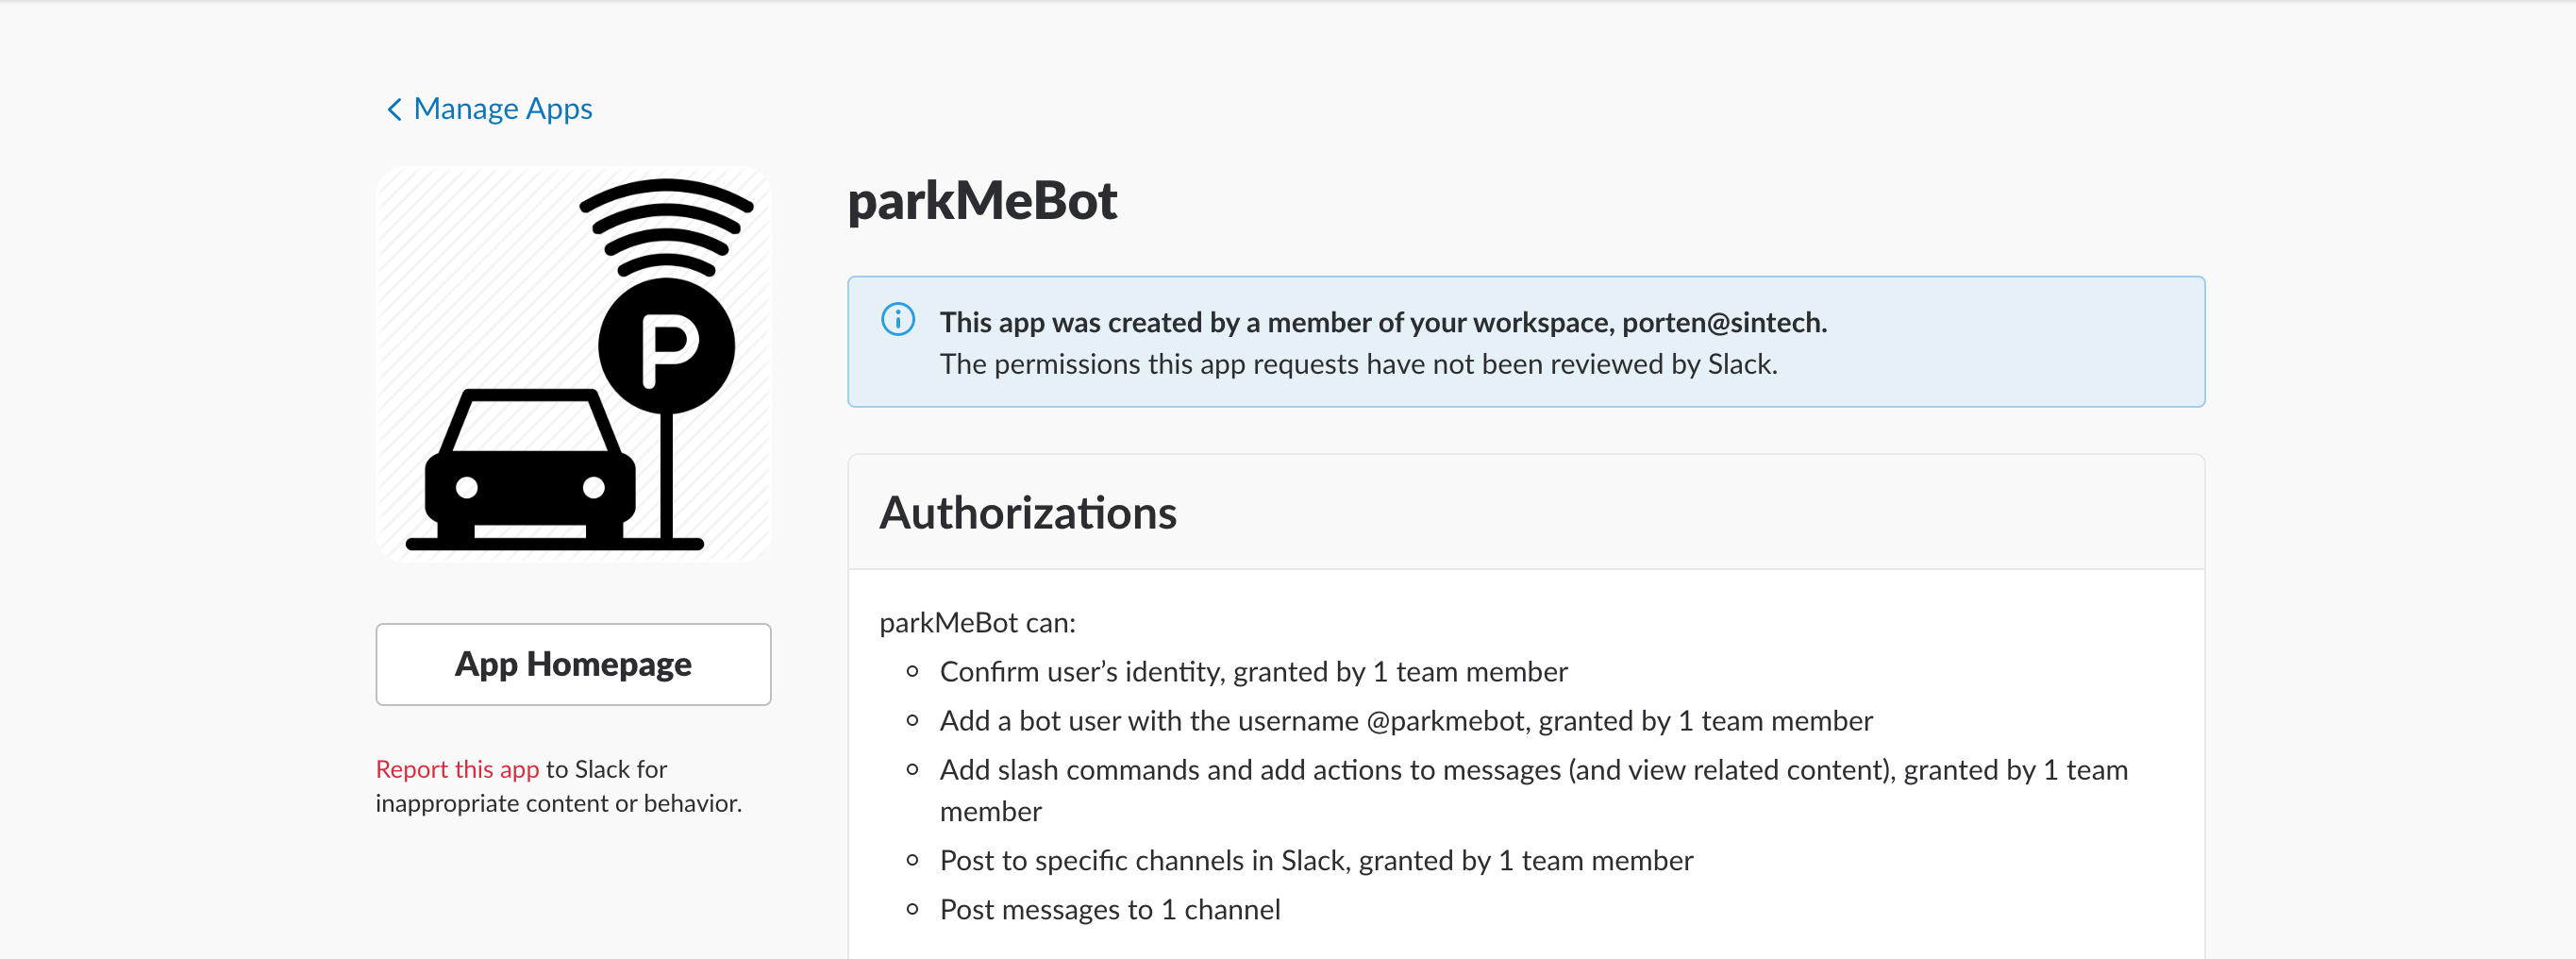 Manage Apps
P
parkMeBot
This app was created by a member of your workspace, porten@sintech.
The permissions this app requests have not been reviewed by Slack.
Authorizations
parkMeBot can:
Confirm user’s identity, granted by 1 team member
Add a bot user with the username @parkmebot, granted by 1 team member
Add slash commands and add actions to messages (and view related content), granted by 1 team
member
Post to specific channels in Slack, granted by 1 team member
Post messages to 1 channel
App Homepage
Report this app to Slack for
inappropriate content or behavior.